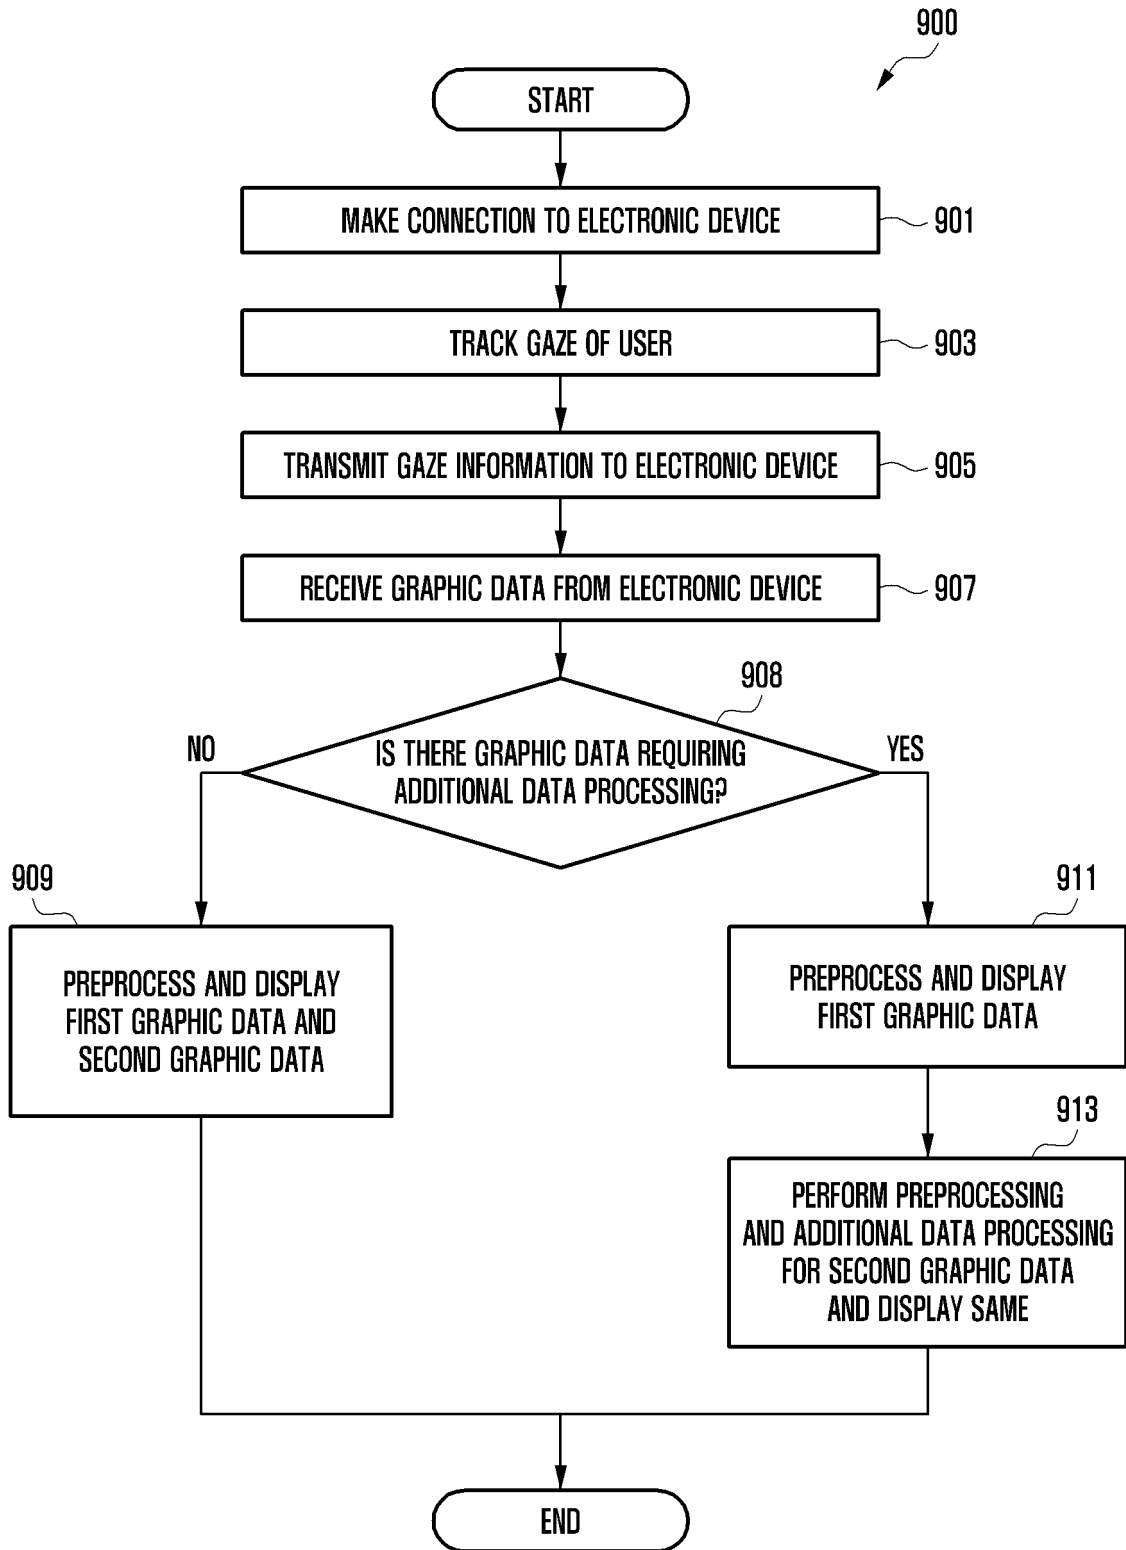 900
START
MAKE CONNECTION TO ELECTRONIC DEVICE
901
TRACK GAZE OF USER
903
TRANSMIT GAZE INFORMATION TO ELECTRONIC DEVICE
905
RECEIVE GRAPHIC DATA FROM ELECTRONIC DEVICE
907
908
IS THERE GRAPHIC DATA REQUIRING
ADDITIONAL DATA PROCESSING?
NO
YES
909
PREPROCESS AND DISPLAY
FIRST GRAPHIC DATA AND
SECOND GRAPHIC DATA
911
PREPROCESS AND DISPLAY
FIRST GRAPHIC DATA
913
PERFORM PREPROCESSING
AND ADDITIONAL DATA PROCESSING
FOR SECOND GRAPHIC DATA
AND DISPLAY SAME
END